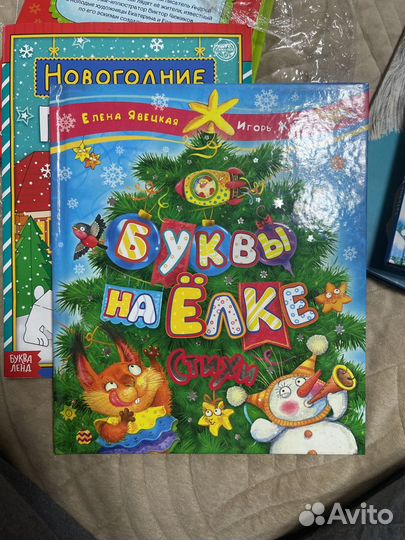 НОВОГОДНИЕ
Елена Явецкая
Игорь
БУКВЫ
НА ЁЛКЕ
Стихи
БУКВА
ЛЕНД
Avito